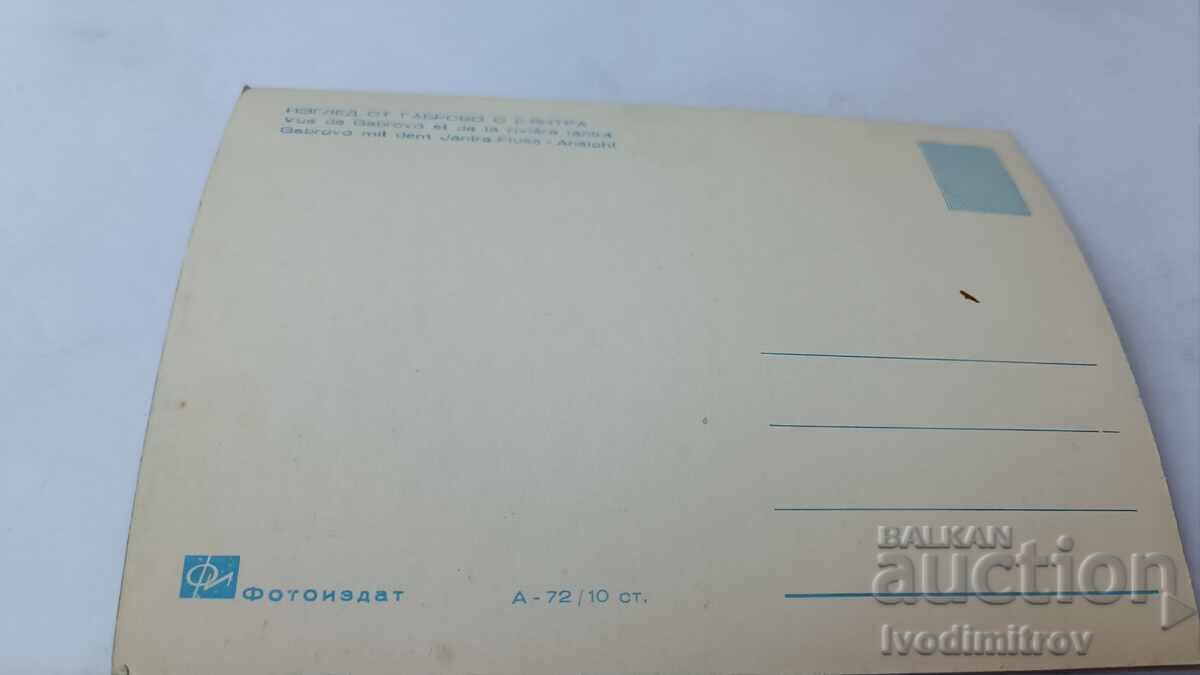 ИЗГЛЕД ОТ ГАБРОВО С Р. ЯНТРА
Vue de Gabrovo et de la rivière Iantra
Gabrovo mit dem Jantra-Fluss - Ansicht
ФИ Фотоиздат
А - 72 / 10 ст.
BALKAN
auction
Ivodimitrov